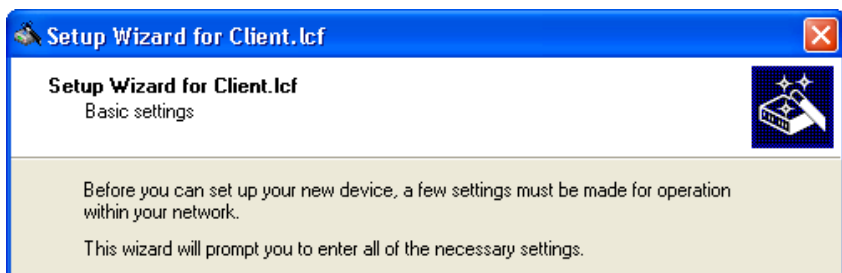 Setup Wizard for Client.lcf
Setup Wizard for Client.lcf
Basic settings
Before you can set up your new device, a few settings must be made for operation
within your network.
This wizard will prompt you to enter all of the necessary settings.